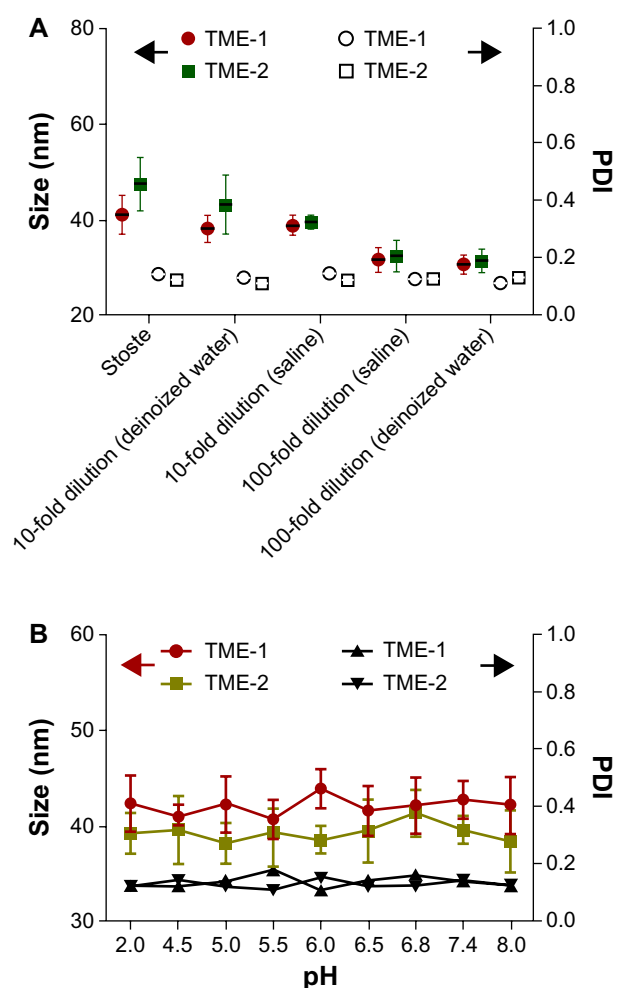 A
TME-1
TME-1
TME-2
TME-2
80
60
40
20
Size (nm)
1.0
0.8
0.6
0.4
0.2
0.0
PDI
Stoste
10-fold dilution (deinoized water)
10-fold dilution (saline)
100-fold dilution (saline)
100-fold dilution (deinoized water)
B
TME-1
TME-1
TME-2
TME-2
60
50
40
30
Size (nm)
1.0
0.8
0.6
0.4
0.2
0.0
PDI
2.0 4.5 5.0 5.5 6.0 6.5 6.8 7.4 8.0
pH